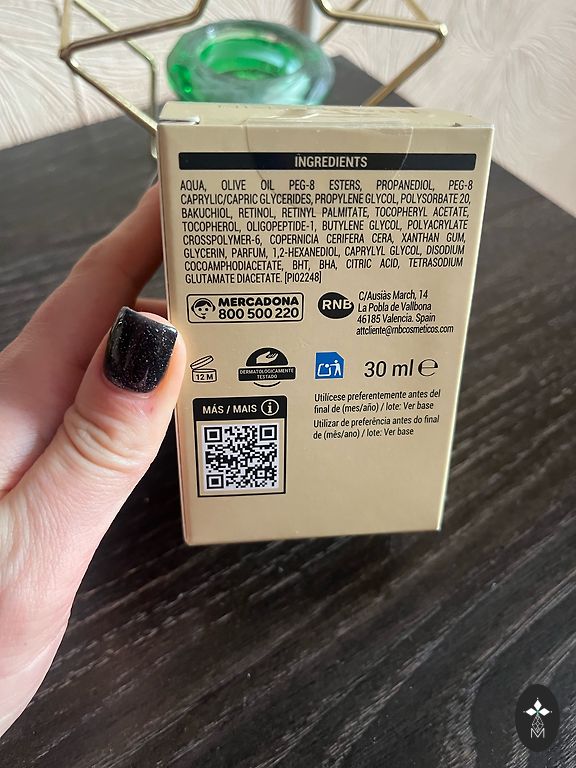 INGREDIENTS
AQUA, OLIVE OIL PEG-8 ESTERS, PROPANEDIOL, PEG-8
CAPRYLIC/CAPRIC GLYCERIDES, PROPYLENE GLYCOL, POLYSORBATE 20,
BAKUCHIOL, RETINOL, RETINYL PALMITATE, TOCOPHERYL ACETATE,
TOCOPHEROL, OLIGOPEPTIDE-1, BUTYLENE GLYCOL, POLYACRYLATE
CROSSPOLYMER-6, COPERNICIA CERIFERA CERA, XANTHAN GUM,
GLYCERIN, PARFUM, 1,2-HEXANEDIOL, CAPRYLYL GLYCOL, DISODIUM
COCOAMPHODIACETATE, BHT, BHA, CITRIC ACID, TETRASODIUM
GLUTAMATE DIACETATE. [PI02248]
MERCADONA
800 500 220
RNB
C/Ausiàs March, 14
La Pobla de Vallbona
46185 Valencia. Spain
attcliente@rnbcosmeticos.com
12 M
DERMATOLÓGICAMENTE
TESTADO
30 ml e
MÁS / MAIS i
Utilícese preferentemente antes del
final de (mes/año) / lote: Ver base
Utilizar de preferência antes do final
de (mês/ano) / lote: Ver base
M